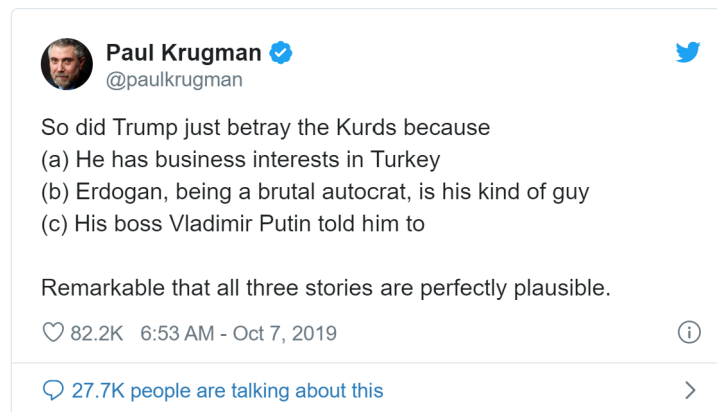 Paul Krugman
@paulkrugman
So did Trump just betray the Kurds because
(a) He has business interests in Turkey
(b) Erdogan, being a brutal autocrat, is his kind of guy
(c) His boss Vladimir Putin told him to
Remarkable that all three stories are perfectly plausible.
82.2K 6:53 AM - Oct 7, 2019
27.7K people are talking about this